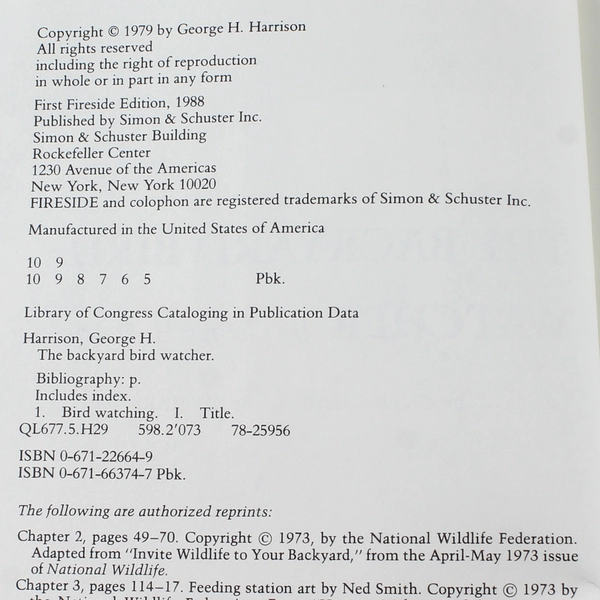 Copyright © 1979 by George H. Harrison
All rights reserved
including the right of reproduction
in whole or in part in any form
First Fireside Edition, 1988
Published by Simon & Schuster Inc.
Simon & Schuster Building
Rockefeller Center
1230 Avenue of the Americas
New York, New York 10020
FIRESIDE and colophon are registered trademarks of Simon & Schuster Inc.
Manufactured in the United States of America
10 9
10 9 8 7 6 5 Pbk.
Library of Congress Cataloging in Publication Data
Harrison, George H.
The backyard bird watcher.
Bibliography: p.
Includes index.
1. Bird watching. I. Title.
QL677.5.H29 598.2'073 78-25956
ISBN 0-671-22664-9
ISBN 0-671-66374-7 Pbk.
The following are authorized reprints:
Chapter 2, pages 49–70. Copyright © 1973, by the National Wildlife Federation.
Adapted from "Invite Wildlife to Your Backyard," from the April-May 1973 issue
of National Wildlife.
Chapter 3, pages 114–17. Feeding station art by Ned Smith. Copyright © 1973 by